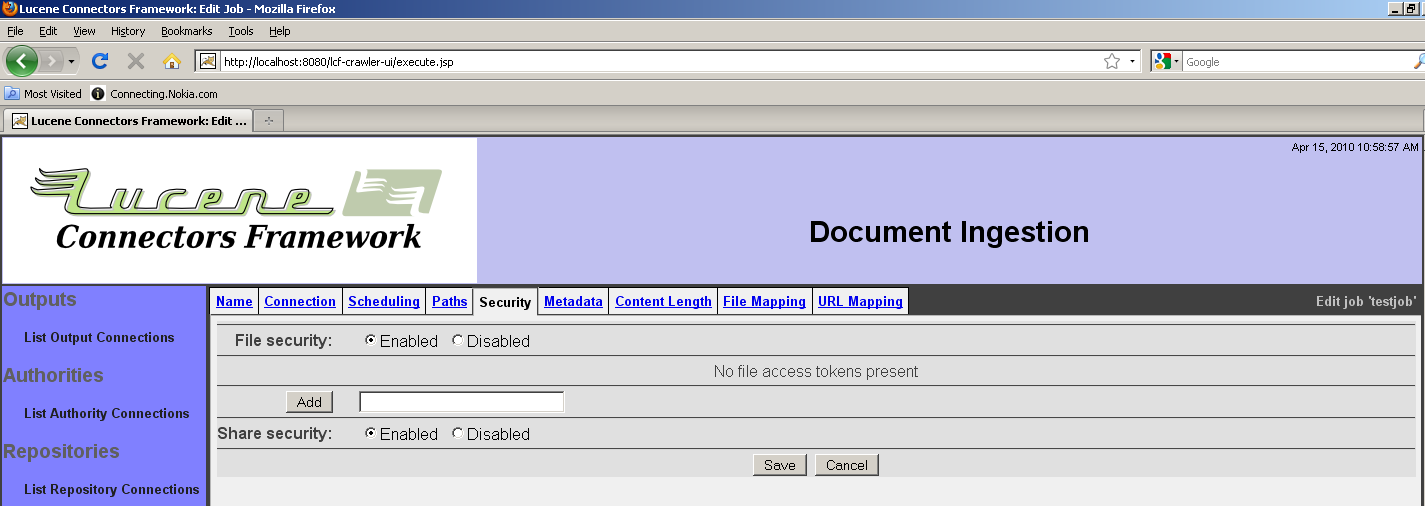 Lucene Connectors Framework: Edit Job - Mozilla Firefox
File Edit View History Bookmarks Tools Help
http://localhost:8080/lcf-crawler-ui/execute.jsp
Google
Most Visited Connecting.Nokia.com
Lucene Connectors Framework: Edit ...
Apr 15, 2010 10:58:57 AM
Lucene
Connectors Framework
Document Ingestion
Outputs
List Output Connections
Authorities
List Authority Connections
Repositories
List Repository Connections
Name Connection Scheduling Paths Security Metadata Content Length File Mapping URL Mapping Edit job 'testjob'
File security: Enabled Disabled
No file access tokens present
Add
Share security: Enabled Disabled
Save Cancel